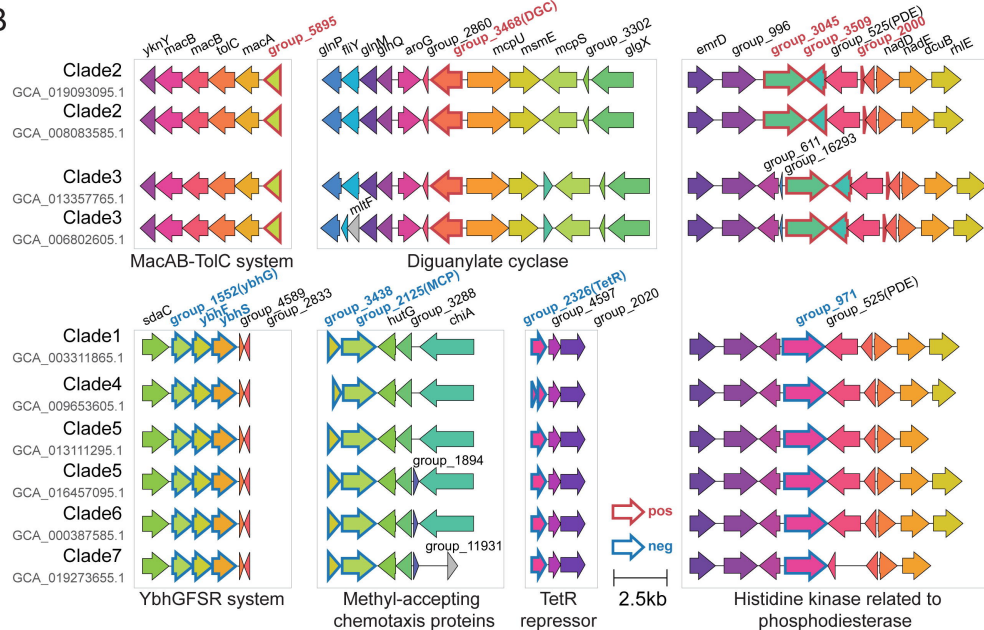 B
yknY macB macB tolC macA group_5895
glnP fliY glnM glnQ aroG group_2860 group_3468(DGC) mcpU msmE mcpS group_3302 glgX
emrD group_996 group_3045 group_3509 group_525(PDE) group_2000 nagD nadE dcuB rhlE
Clade2
GCA_019093095.1
Clade2
GCA_008083585.1
group_611
group_16293
Clade3
GCA_013357765.1
mltF
Clade3
GCA_006802605.1
MacAB-TolC system
Diguanylate cyclase
sdaC group_1552(ybhG) ybhF ybhS group_4589 group_2833
group_3438 group_2125(MCP) hutG group_3288 chiA
group_2326(TetR) group_4597 group_2020
group_971 group_525(PDE)
Clade1
GCA_003311865.1
Clade4
GCA_009653605.1
Clade5
GCA_013111295.1
group_1894
Clade5
GCA_016457095.1
Clade6
GCA_000387585.1
group_11931
Clade7
GCA_019273655.1
pos
neg
2.5kb
YbhGFSR system
Methyl-accepting
chemotaxis proteins
TetR
repressor
Histidine kinase related to
phosphodiesterase